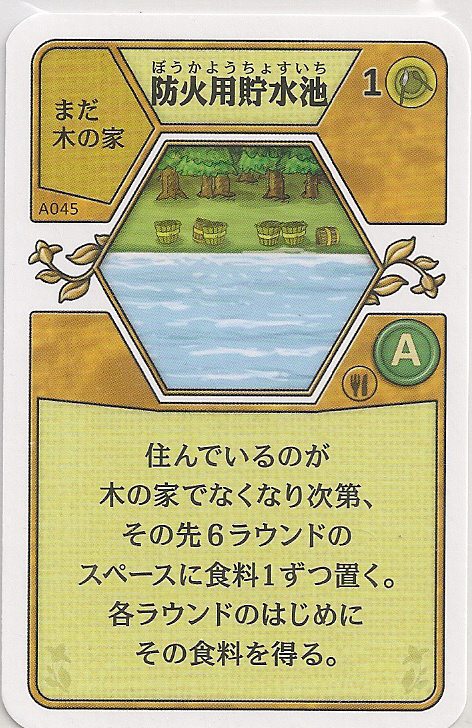 ぼうかようちょすいち
防火用貯水池
1
まだ
木の家
A045
A
住んでいるのが
木の家でなくなり次第、
その先6ラウンドの
スペースに食料1ずつ置く。
各ラウンドのはじめに
その食料を得る。